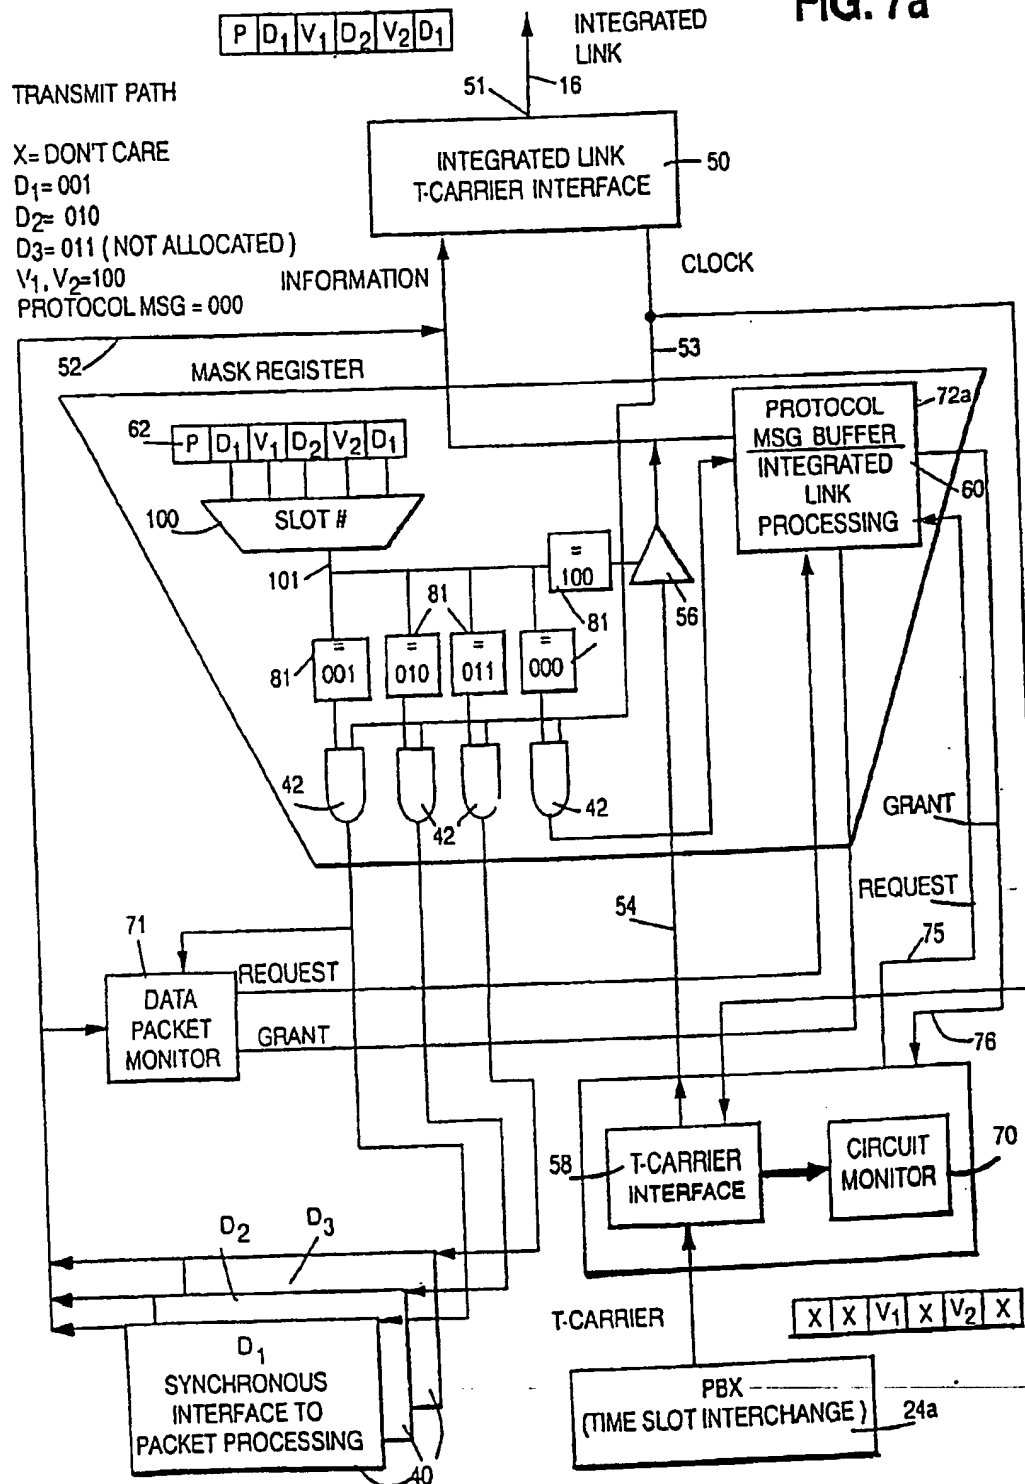 FIG. 7a
P D1 V1 D2 V2 D1
INTEGRATED
LINK
TRANSMIT PATH
51
16
X= DON'T CARE
D1= 001
D2= 010
D3= 011 ( NOT ALLOCATED )
V1, V2=100
PROTOCOL MSG = 000
INTEGRATED LINK
T-CARRIER INTERFACE
50
INFORMATION
CLOCK
52
53
MASK REGISTER
62
P D1 V1 D2 V2 D1
PROTOCOL
MSG BUFFER
INTEGRATED
LINK
PROCESSING
72a
60
100
SLOT #
101
=
100
56
81
81
81
=
001
=
010
=
011
=
000
42
42
42
GRANT
REQUEST
54
75
71
REQUEST
DATA
PACKET
MONITOR
GRANT
76
58
T-CARRIER
INTERFACE
CIRCUIT
MONITOR
70
D2
D3
T-CARRIER
X X V1 X V2 X
D1
SYNCHRONOUS
INTERFACE TO
PACKET PROCESSING
40
PBX
(TIME SLOT INTERCHANGE )
24a